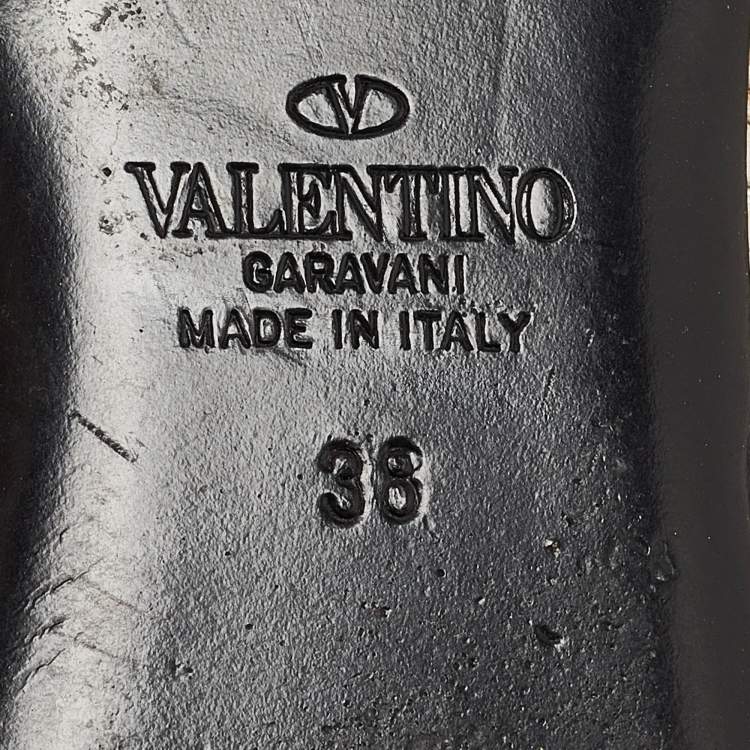 V
VALENTINO
GARAVANI
MADE IN ITALY
38